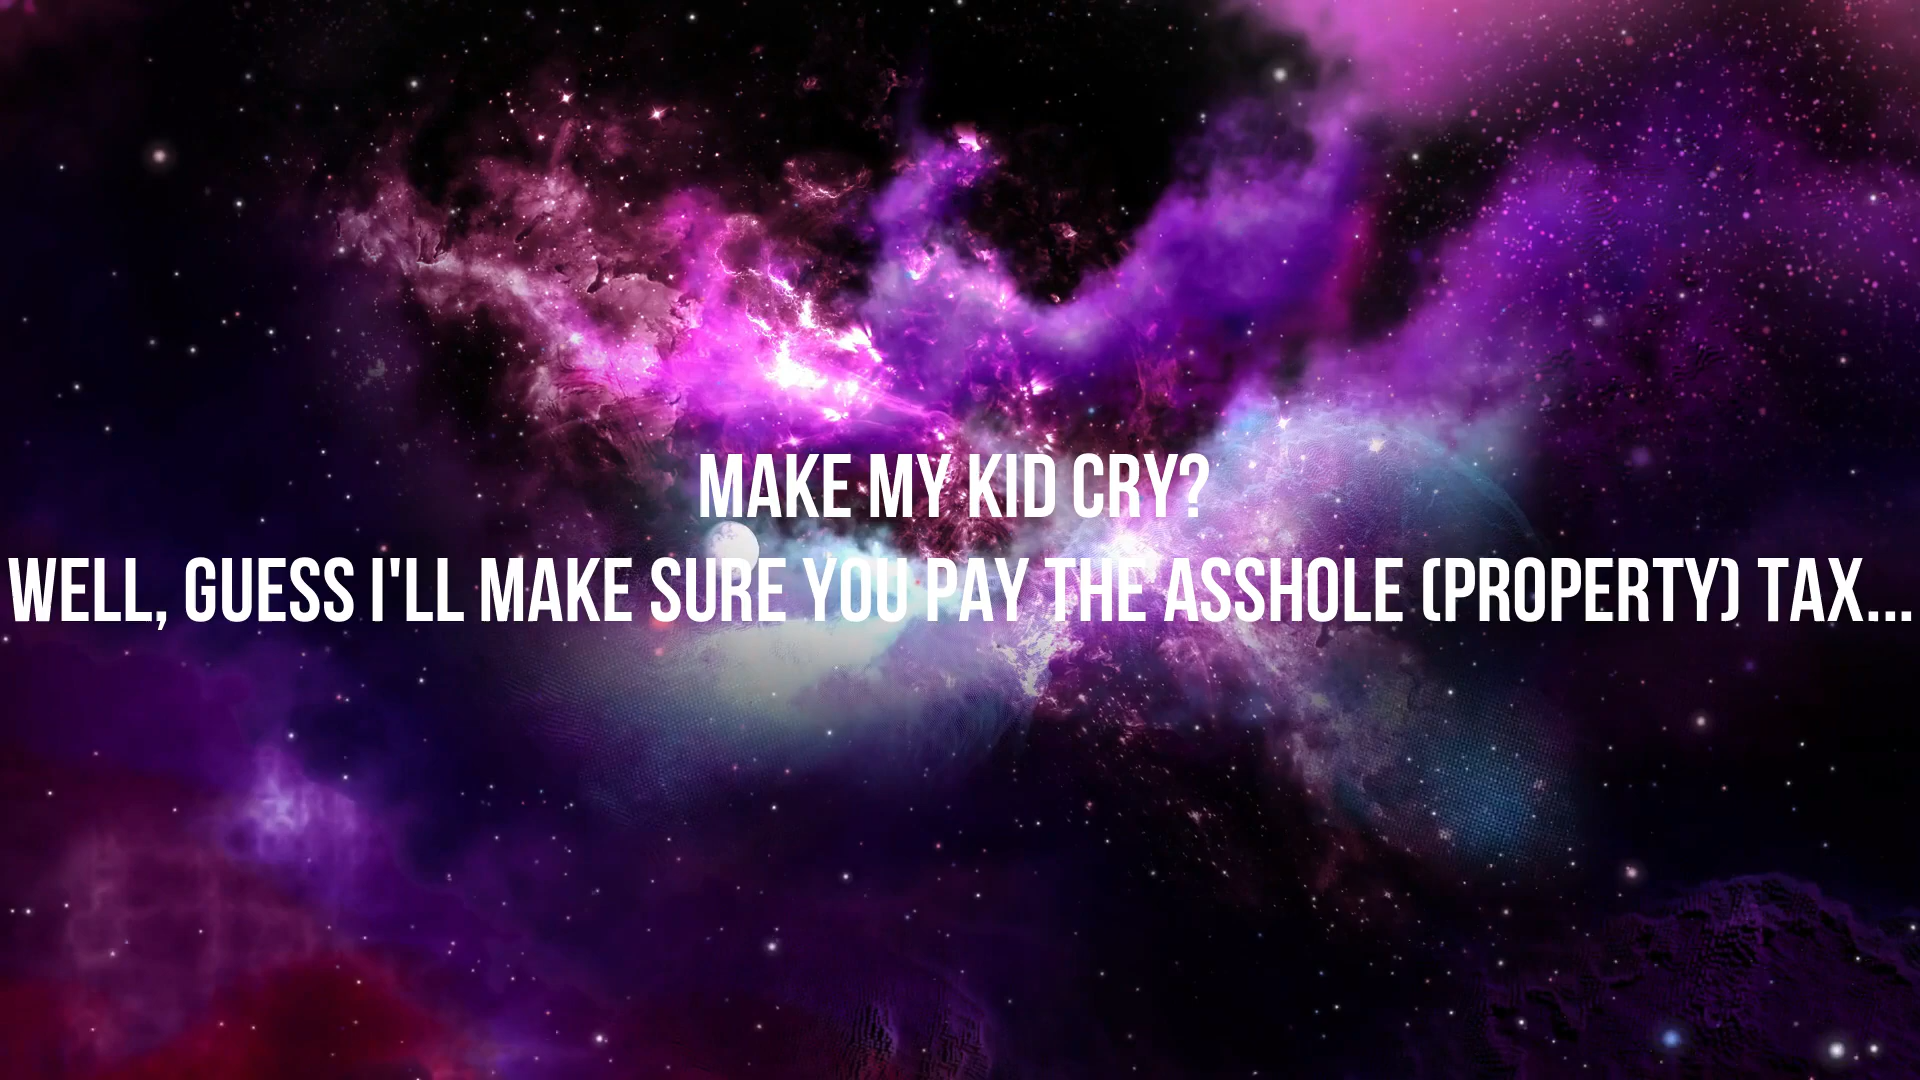 MAKE MY KID CRY?
WELL, GUESS I'LL MAKE SURE YOU PAY THE ASSHOLE (PROPERTY) TAX...